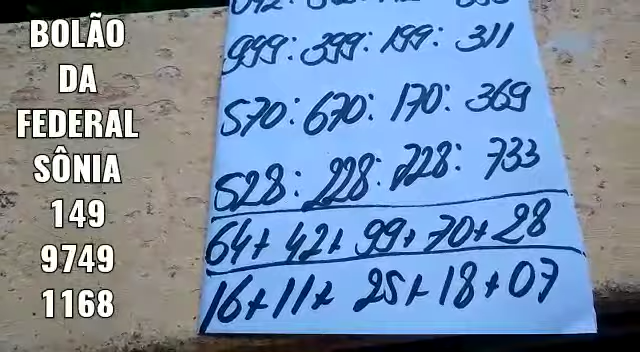 BOLÃO
DA
FEDERAL
SÔNIA
149
9749
1168
999: 399: 199: 311
570: 670: 170: 369
528: 228: 728: 733
64+ 42+ 99+ 70+ 28
16+11+ 25+18+07